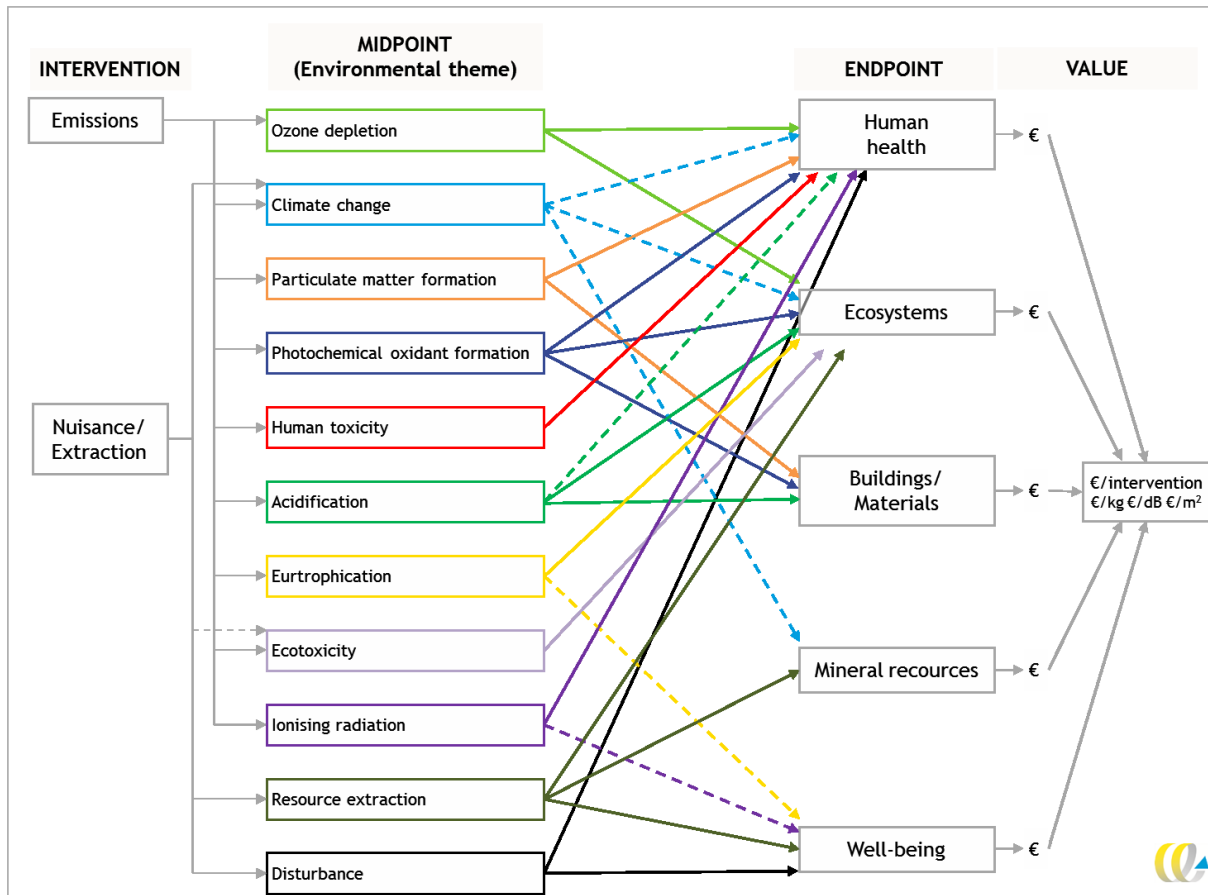 INTERVENTION
MIDPOINT
(Environmental theme)
ENDPOINT
VALUE
Emissions
Nuisance/
Extraction
Ozone depletion
Climate change
Particulate matter formation
Photochemical oxidant formation
Human toxicity
Acidification
Eurtrophication
Ecotoxicity
Ionising radiation
Resource extraction
Disturbance
Human
health
Ecosystems
Buildings/
Materials
Mineral recources
Well-being
€
€
€
€
€
€/intervention
€/kg €/dB €/m²